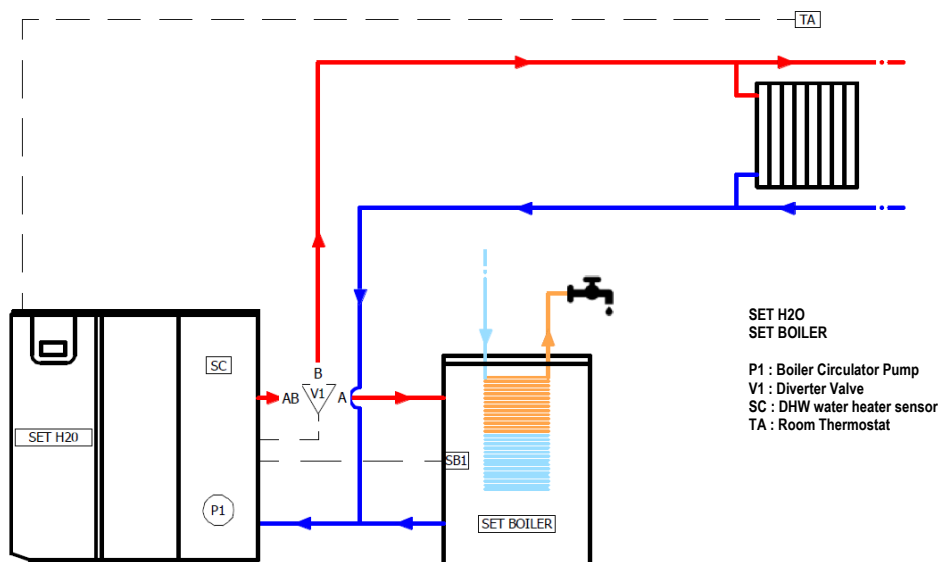 TA
SC
B
AB
V1
A
SET H20
SB1
P1
SET BOILER
SET H2O
SET BOILER
P1 : Boiler Circulator Pump
V1 : Diverter Valve
SC : DHW water heater sensor
TA : Room Thermostat